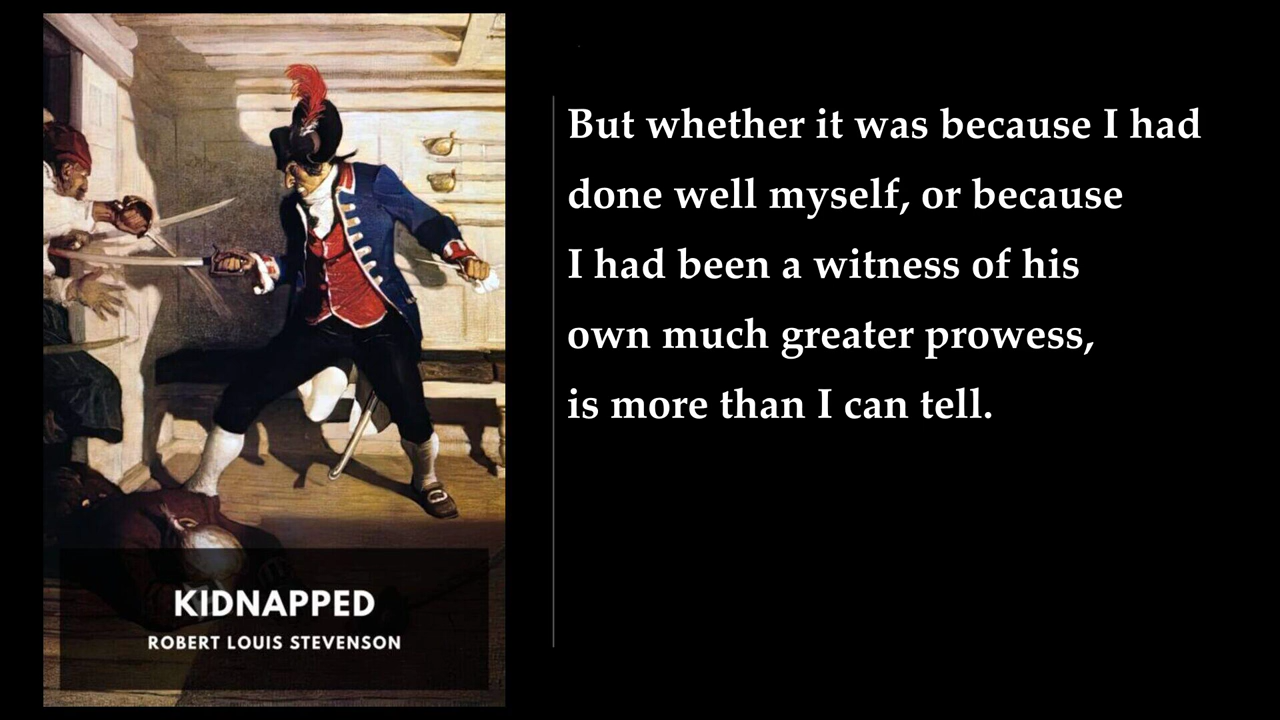 But whether it was because I had
done well myself, or because
I had been a witness of his
own much greater prowess,
is more than I can tell.
KIDNAPPED
ROBERT LOUIS STEVENSON